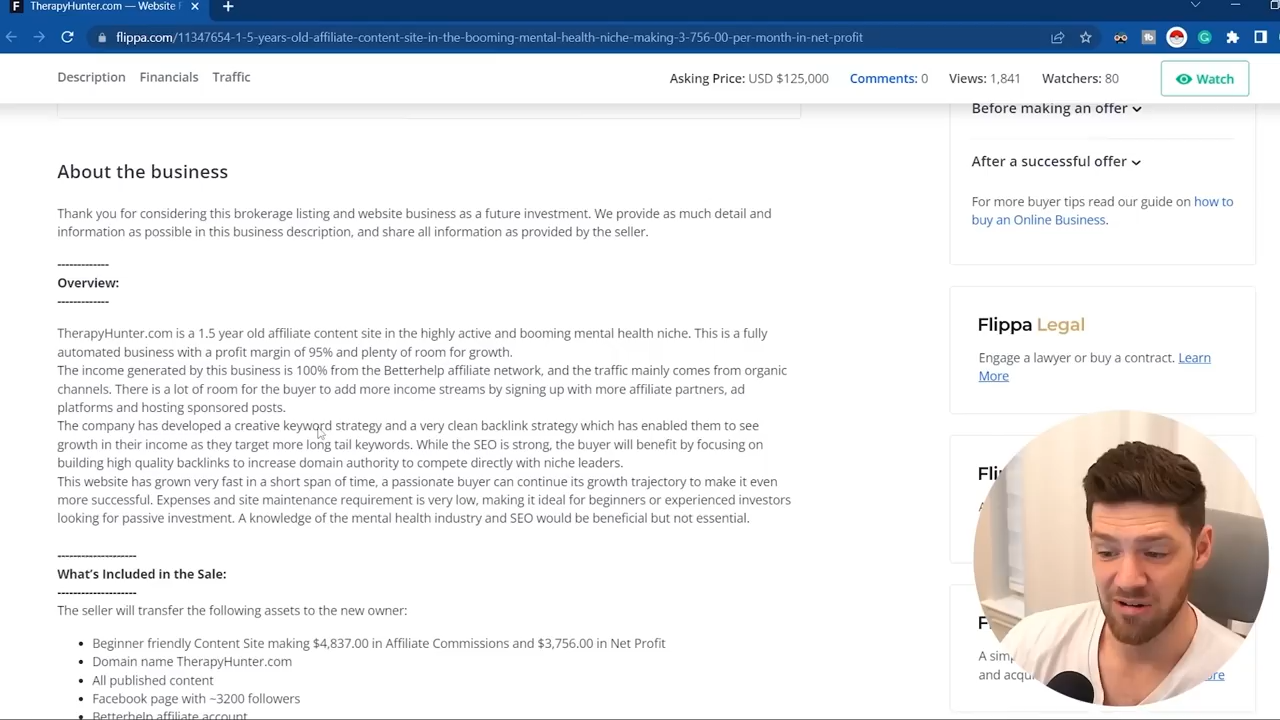 TherapyHunter.com — Website f
flippa.com/11347654-1-5-years-old-affiliate-content-site-in-the-booming-mental-health-niche-making-3-756-00-per-month-in-net-profit
Description Financials Traffic
Asking Price: USD $125,000 Comments: 0 Views: 1,841 Watchers: 80 Watch
About the business
Thank you for considering this brokerage listing and website business as a future investment. We provide as much detail and
information as possible in this business description, and share all information as provided by the seller.
-------------
Overview:
-------------
TherapyHunter.com is a 1.5 year old affiliate content site in the highly active and booming mental health niche. This is a fully
automated business with a profit margin of 95% and plenty of room for growth.
The income generated by this business is 100% from the Betterhelp affiliate network, and the traffic mainly comes from organic
channels. There is a lot of room for the buyer to add more income streams by signing up with more affiliate partners, ad
platforms and hosting sponsored posts.
The company has developed a creative keyword strategy and a very clean backlink strategy which has enabled them to see
growth in their income as they target more long tail keywords. While the SEO is strong, the buyer will benefit by focusing on
building high quality backlinks to increase domain authority to compete directly with niche leaders.
This website has grown very fast in a short span of time, a passionate buyer can continue its growth trajectory to make it even
more successful. Expenses and site maintenance requirement is very low, making it ideal for beginners or experienced investors
looking for passive investment. A knowledge of the mental health industry and SEO would be beneficial but not essential.
--------------------
What's Included in the Sale:
--------------------
The seller will transfer the following assets to the new owner:
• Beginner friendly Content Site making $4,837.00 in Affiliate Commissions and $3,756.00 in Net Profit
• Domain name TherapyHunter.com
• All published content
• Facebook page with ~3200 followers
• Betterhelp affiliate account
Before making an offer
After a successful offer
For more buyer tips read our guide on how to
buy an Online Business.
Flippa Legal
Engage a lawyer or buy a contract. Learn
More